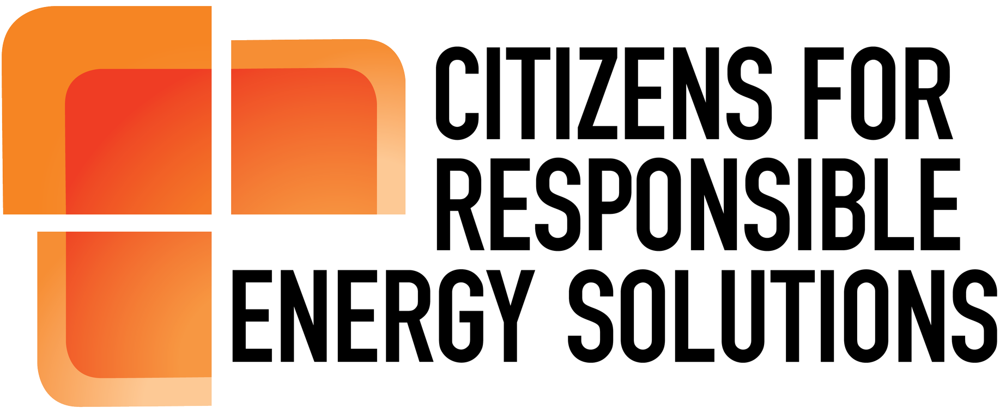 CITIZENS FOR
RESPONSIBLE
ENERGY SOLUTIONS